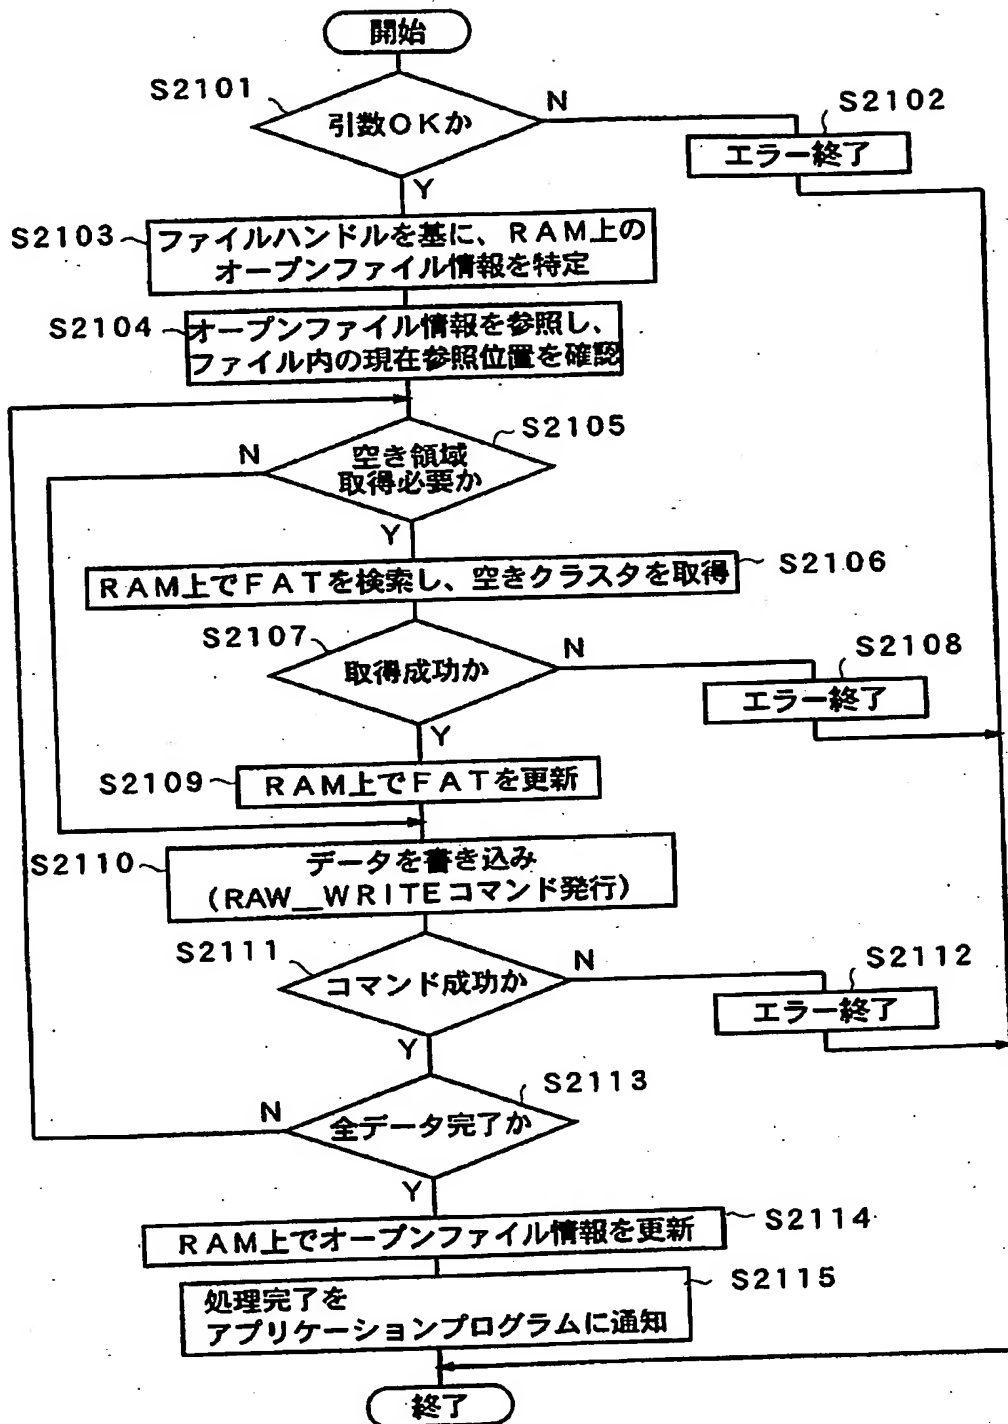 開始
S2101
引数OKか
N
S2102
エラー終了
Y
S2103
ファイルハンドルを基に、RAM上の
オープンファイル情報を特定
S2104
オープンファイル情報を参照し、
ファイル内の現在参照位置を確認
S2105
N
空き領域
取得必要か
Y
RAM上でFATを検索し、空きクラスタを取得
S2106
S2107
取得成功か
N
S2108
エラー終了
Y
S2109
RAM上でFATを更新
S2110
データを書き込み
(RAW__WRITEコマンド発行)
S2111
コマンド成功か
N
S2112
エラー終了
Y
S2113
N
全データ完了か
Y
RAM上でオープンファイル情報を更新
S2114
S2115
処理完了を
アプリケーションプログラムに通知
終了